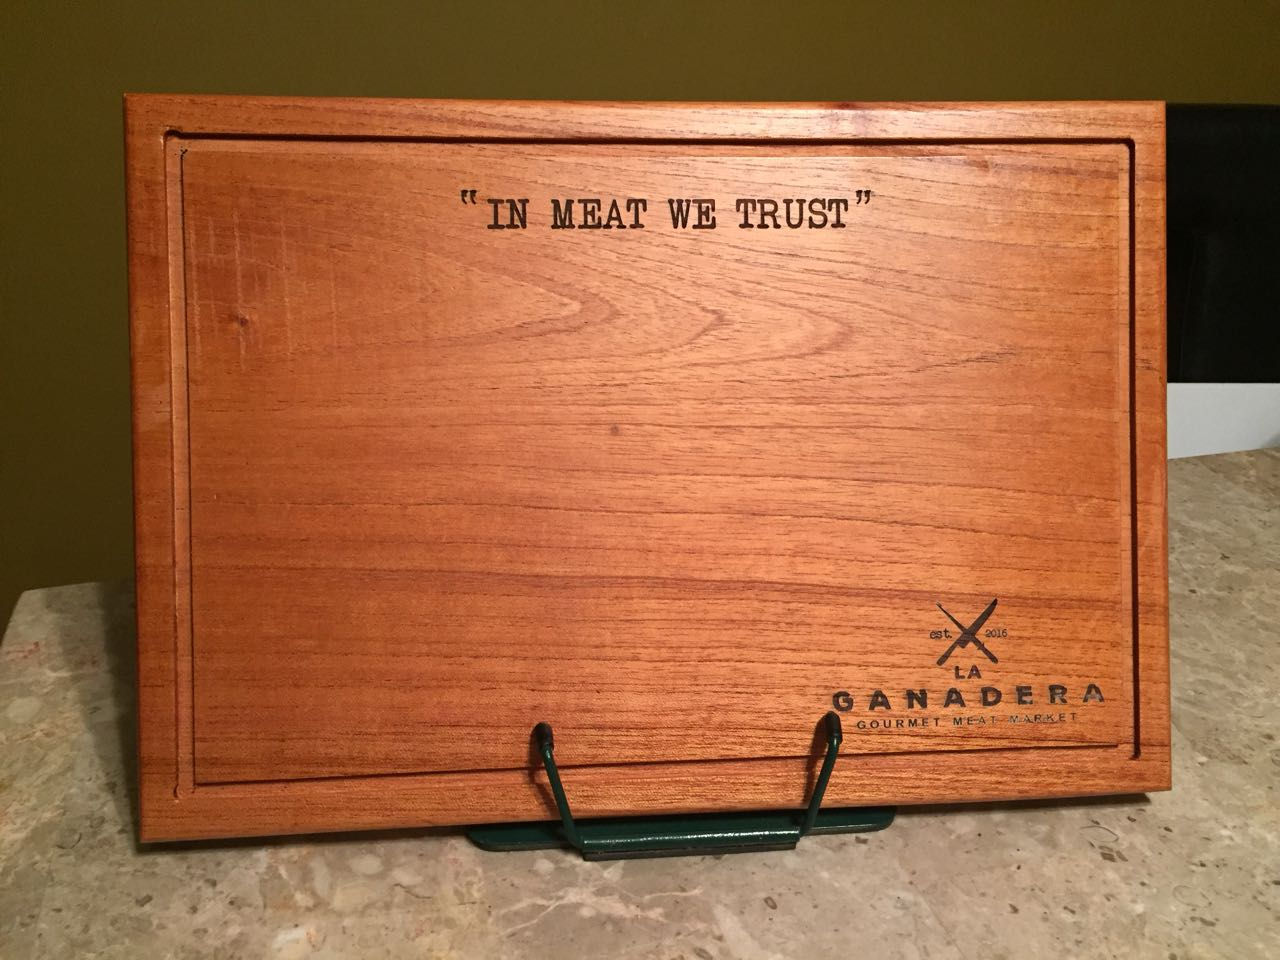 "IN MEAT WE TRUST"
est. 2016
LA
GANADERA
GOURMET MEAT MARKET